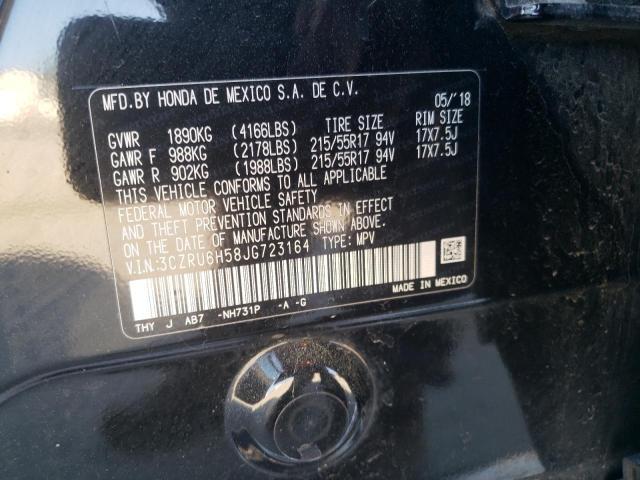 MFD.BY HONDA DE MEXICO S.A. DE C.V.
05/'18
GVWR 1890KG (4166LBS) TIRE SIZE RIM SIZE
GAWR F 988KG (2178LBS) 215/55R17 94V 17X7.5J
GAWR R 902KG (1988LBS) 215/55R17 94V 17X7.5J
THIS VEHICLE CONFORMS TO ALL APPLICABLE
FEDERAL MOTOR VEHICLE SAFETY
AND THEFT PREVENTION STANDARDS IN EFFECT
ON THE DATE OF MANUFACTURE SHOWN ABOVE.
V.I.N:3CZRU6H58JG723164 TYPE: MPV
MADE IN MEXICO
THY J AB7 -NH731P -A -G